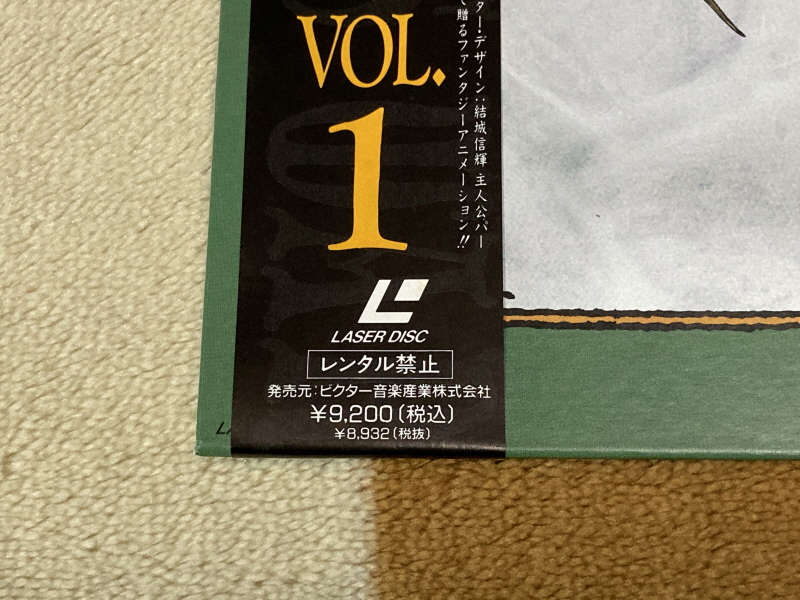 VOL.
1
ター・デザイン:結城信輝 主人公パー
て贈るファンタジーアニメーション!!
LASER DISC
レンタル禁止
発売元:ビクター音楽産業株式会社
¥9,200(税込)
¥8,932(税抜)